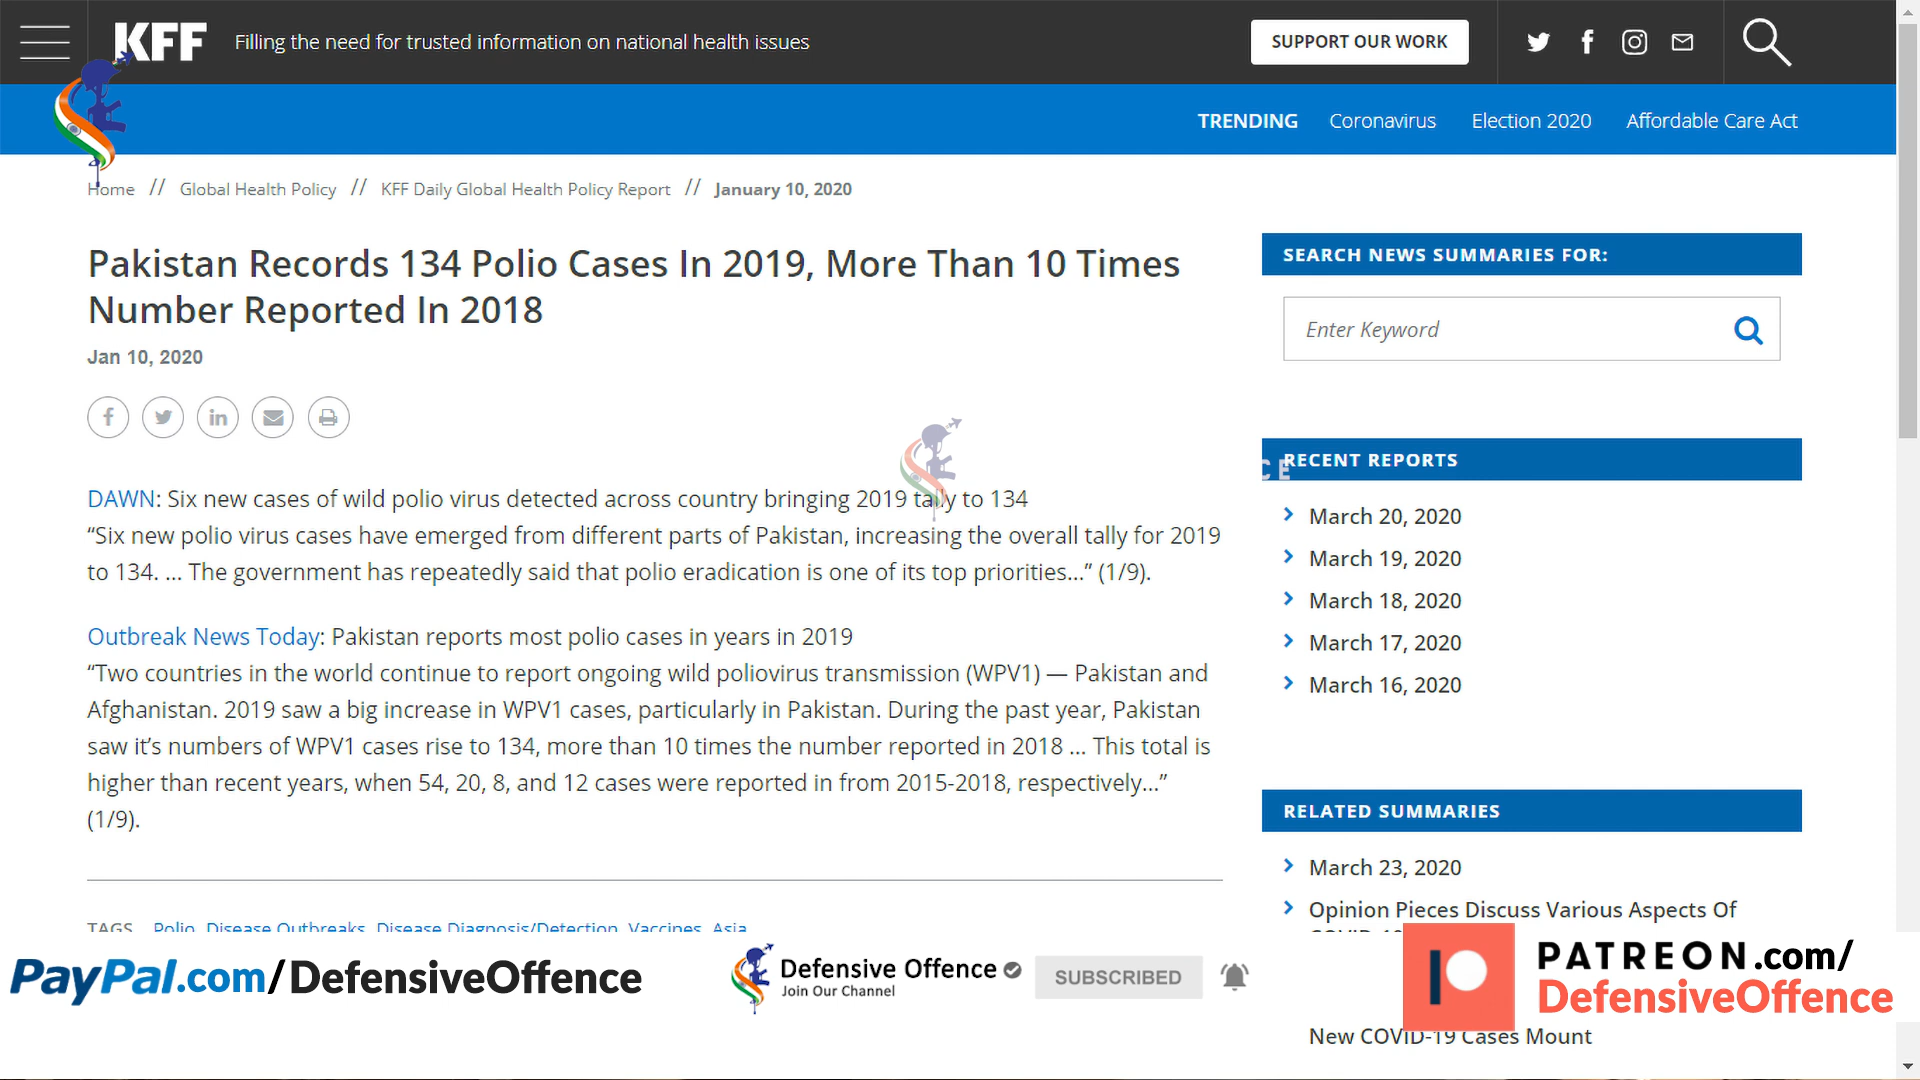 KFF
Filling the need for trusted information on national health issues
SUPPORT OUR WORK
TRENDING Coronavirus Election 2020 Affordable Care Act
Home // Global Health Policy // KFF Daily Global Health Policy Report // January 10, 2020
Pakistan Records 134 Polio Cases In 2019, More Than 10 Times
Number Reported In 2018
Jan 10, 2020
DAWN: Six new cases of wild polio virus detected across country bringing 2019 tally to 134
“Six new polio virus cases have emerged from different parts of Pakistan, increasing the overall tally for 2019
to 134. ... The government has repeatedly said that polio eradication is one of its top priorities...” (1/9).
Outbreak News Today: Pakistan reports most polio cases in years in 2019
“Two countries in the world continue to report ongoing wild poliovirus transmission (WPV1) — Pakistan and
Afghanistan. 2019 saw a big increase in WPV1 cases, particularly in Pakistan. During the past year, Pakistan
saw it’s numbers of WPV1 cases rise to 134, more than 10 times the number reported in 2018 ... This total is
higher than recent years, when 54, 20, 8, and 12 cases were reported in from 2015-2018, respectively...”
(1/9).
TAGS Polio, Disease Outbreaks, Disease Diagnosis/Detection, Vaccines, Asia
SEARCH NEWS SUMMARIES FOR:
Enter Keyword
RECENT REPORTS
March 20, 2020
March 19, 2020
March 18, 2020
March 17, 2020
March 16, 2020
RELATED SUMMARIES
March 23, 2020
Opinion Pieces Discuss Various Aspects Of
New COVID-19 Cases Mount
PayPal.com/DefensiveOffence
Defensive Offence
Join Our Channel
SUBSCRIBED
PATREON.com/
DefensiveOffence